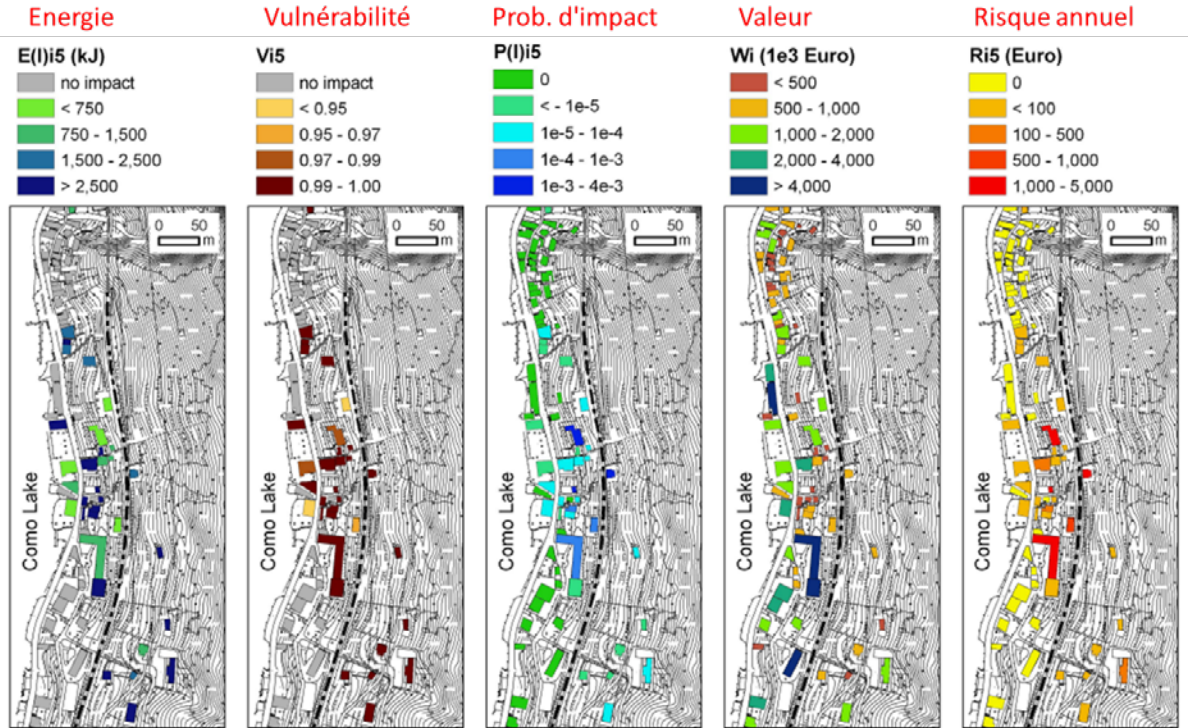 Energie
Vulnérabilité
Prob. d'impact
Valeur
Risque annuel
E(I)i5 (kJ)
no impact
< 750
750 - 1,500
1,500 - 2,500
> 2,500
Vi5
no impact
< 0.95
0.95 - 0.97
0.97 - 0.99
0.99 - 1.00
P(I)i5
0
< - 1e-5
1e-5 - 1e-4
1e-4 - 1e-3
1e-3 - 4e-3
Wi (1e3 Euro)
< 500
500 - 1,000
1,000 - 2,000
2,000 - 4,000
> 4,000
Ri5 (Euro)
0
< 100
100 - 500
500 - 1,000
1,000 - 5,000
0 50
m
Como Lake
0 50
m
Como Lake
0 50
m
Como Lake
0 50
m
Como Lake
0 50
m
Como Lake